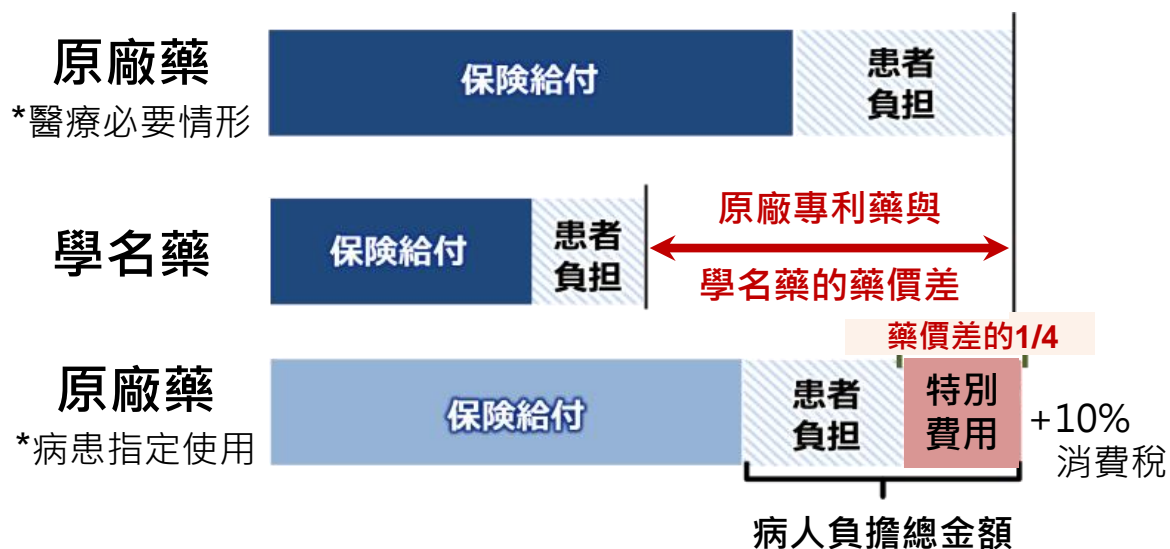 原廠藥
*醫療必要情形
保険給付
患者
負担
學名藥
保険給付
患者
負担
原廠專利藥與
學名藥的藥價差
藥價差的1/4
原廠藥
*病患指定使用
保険給付
患者
負担
特別
費用
+10%
消費稅
病人負擔總金額